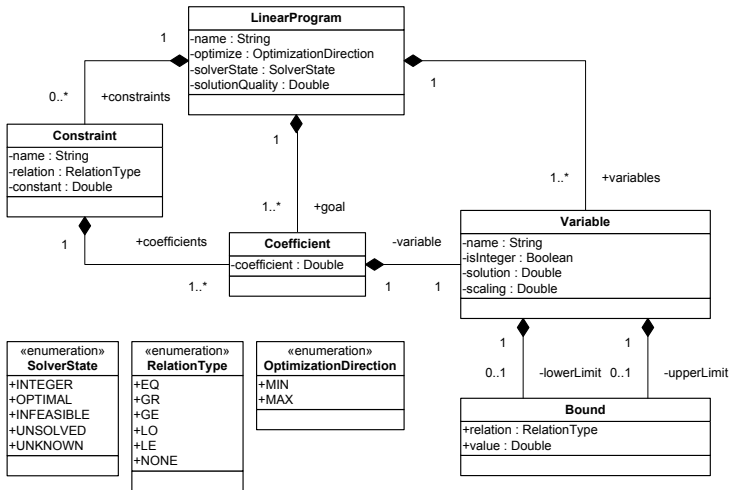 LinearProgram
-name : String
-optimize : OptimizationDirection
-solverState : SolverState
-solutionQuality : Double
1
1
1
0..*
+constraints
Constraint
-name : String
-relation : RelationType
-constant : Double
1..*
+goal
1..*
+variables
1
+coefficients
1..*
Coefficient
-coefficient : Double
-variable
1
1
Variable
-name : String
-isInteger : Boolean
-solution : Double
-scaling : Double
1
1
0..1
-lowerLimit
0..1
-upperLimit
Bound
+relation : RelationType
+value : Double
«enumeration»
SolverState
+INTEGER
+OPTIMAL
+INFEASIBLE
+UNSOLVED
+UNKNOWN
«enumeration»
RelationType
+EQ
+GR
+GE
+LO
+LE
+NONE
«enumeration»
OptimizationDirection
+MIN
+MAX